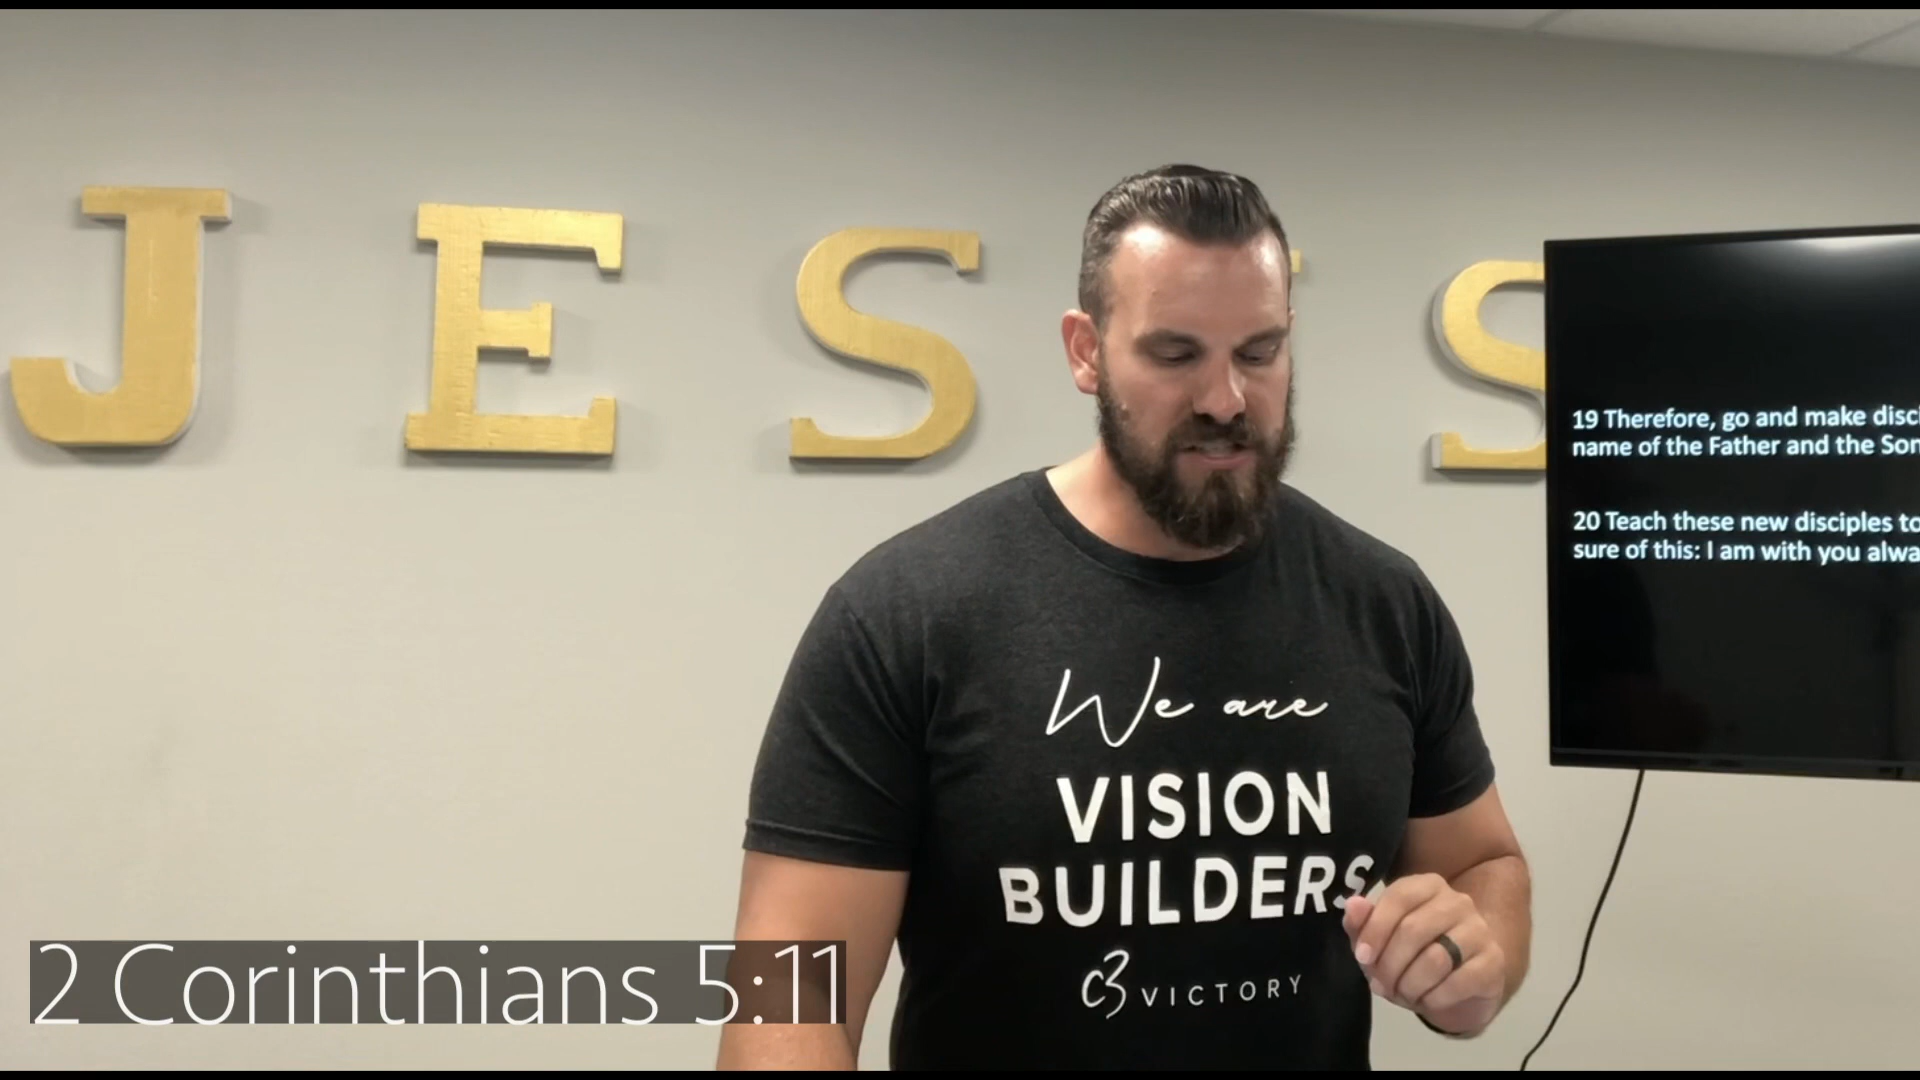 JES S
19 Therefore, go and make disci
name of the Father and the Son
20 Teach these new disciples to
sure of this: I am with you alwa
We are
VISION
BUILDERS
C3 VICTORY
2 Corinthians 5:11